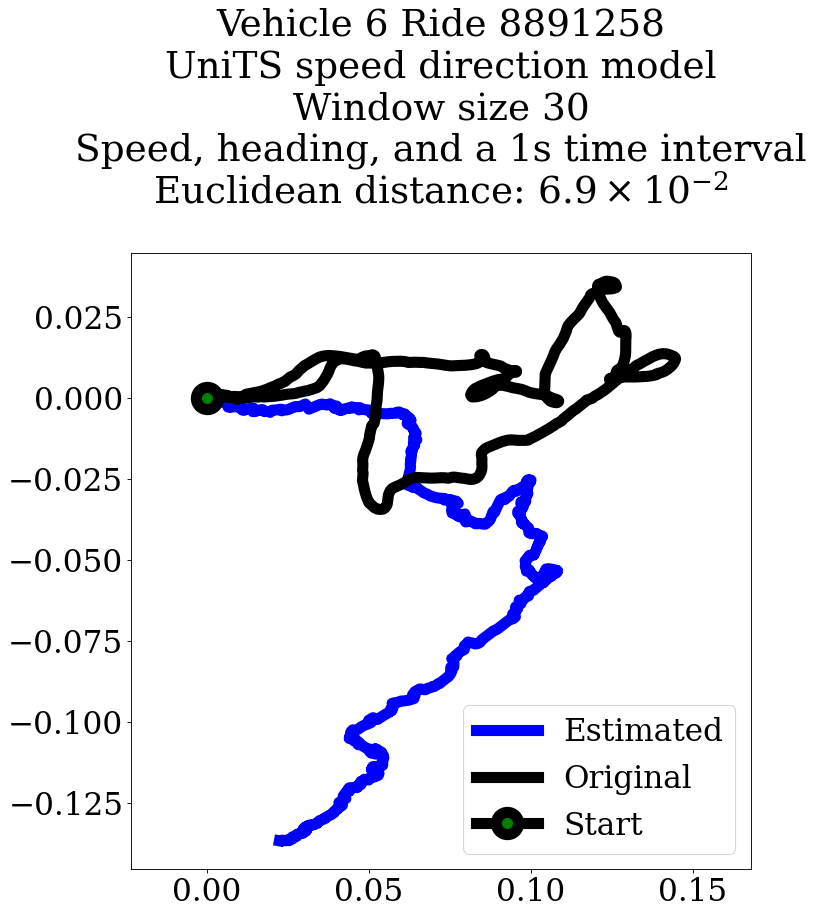 Vehicle 6 Ride 8891258
UniTS speed direction model
Window size 30
Speed, heading, and a 1s time interval
Euclidean distance: 6.9 × 10⁻²
0.025
0.000
−0.025
−0.050
−0.075
−0.100
−0.125
Estimated
Original
Start
0.00 0.05 0.10 0.15